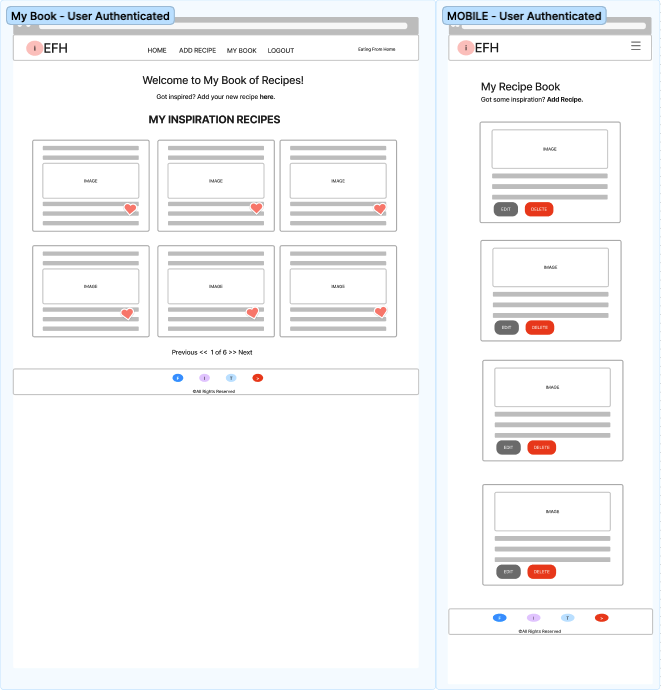 My Book - User Authenticated
i EFH
HOME ADD RECIPE MY BOOK LOGOUT
Eating From Home
Welcome to My Book of Recipes!
Got inspired? Add your new recipe here.
MY INSPIRATION RECIPES
IMAGE IMAGE IMAGE
IMAGE IMAGE IMAGE
Previous << 1 of 6 >> Next
F i T
©All Rights Reserved
MOBILE - User Authenticated
i EFH
My Recipe Book
Got some inspiration? Add Recipe.
IMAGE
EDIT DELETE
IMAGE
EDIT DELETE
IMAGE
EDIT DELETE
IMAGE
EDIT DELETE
F i T
©All Rights Reserved